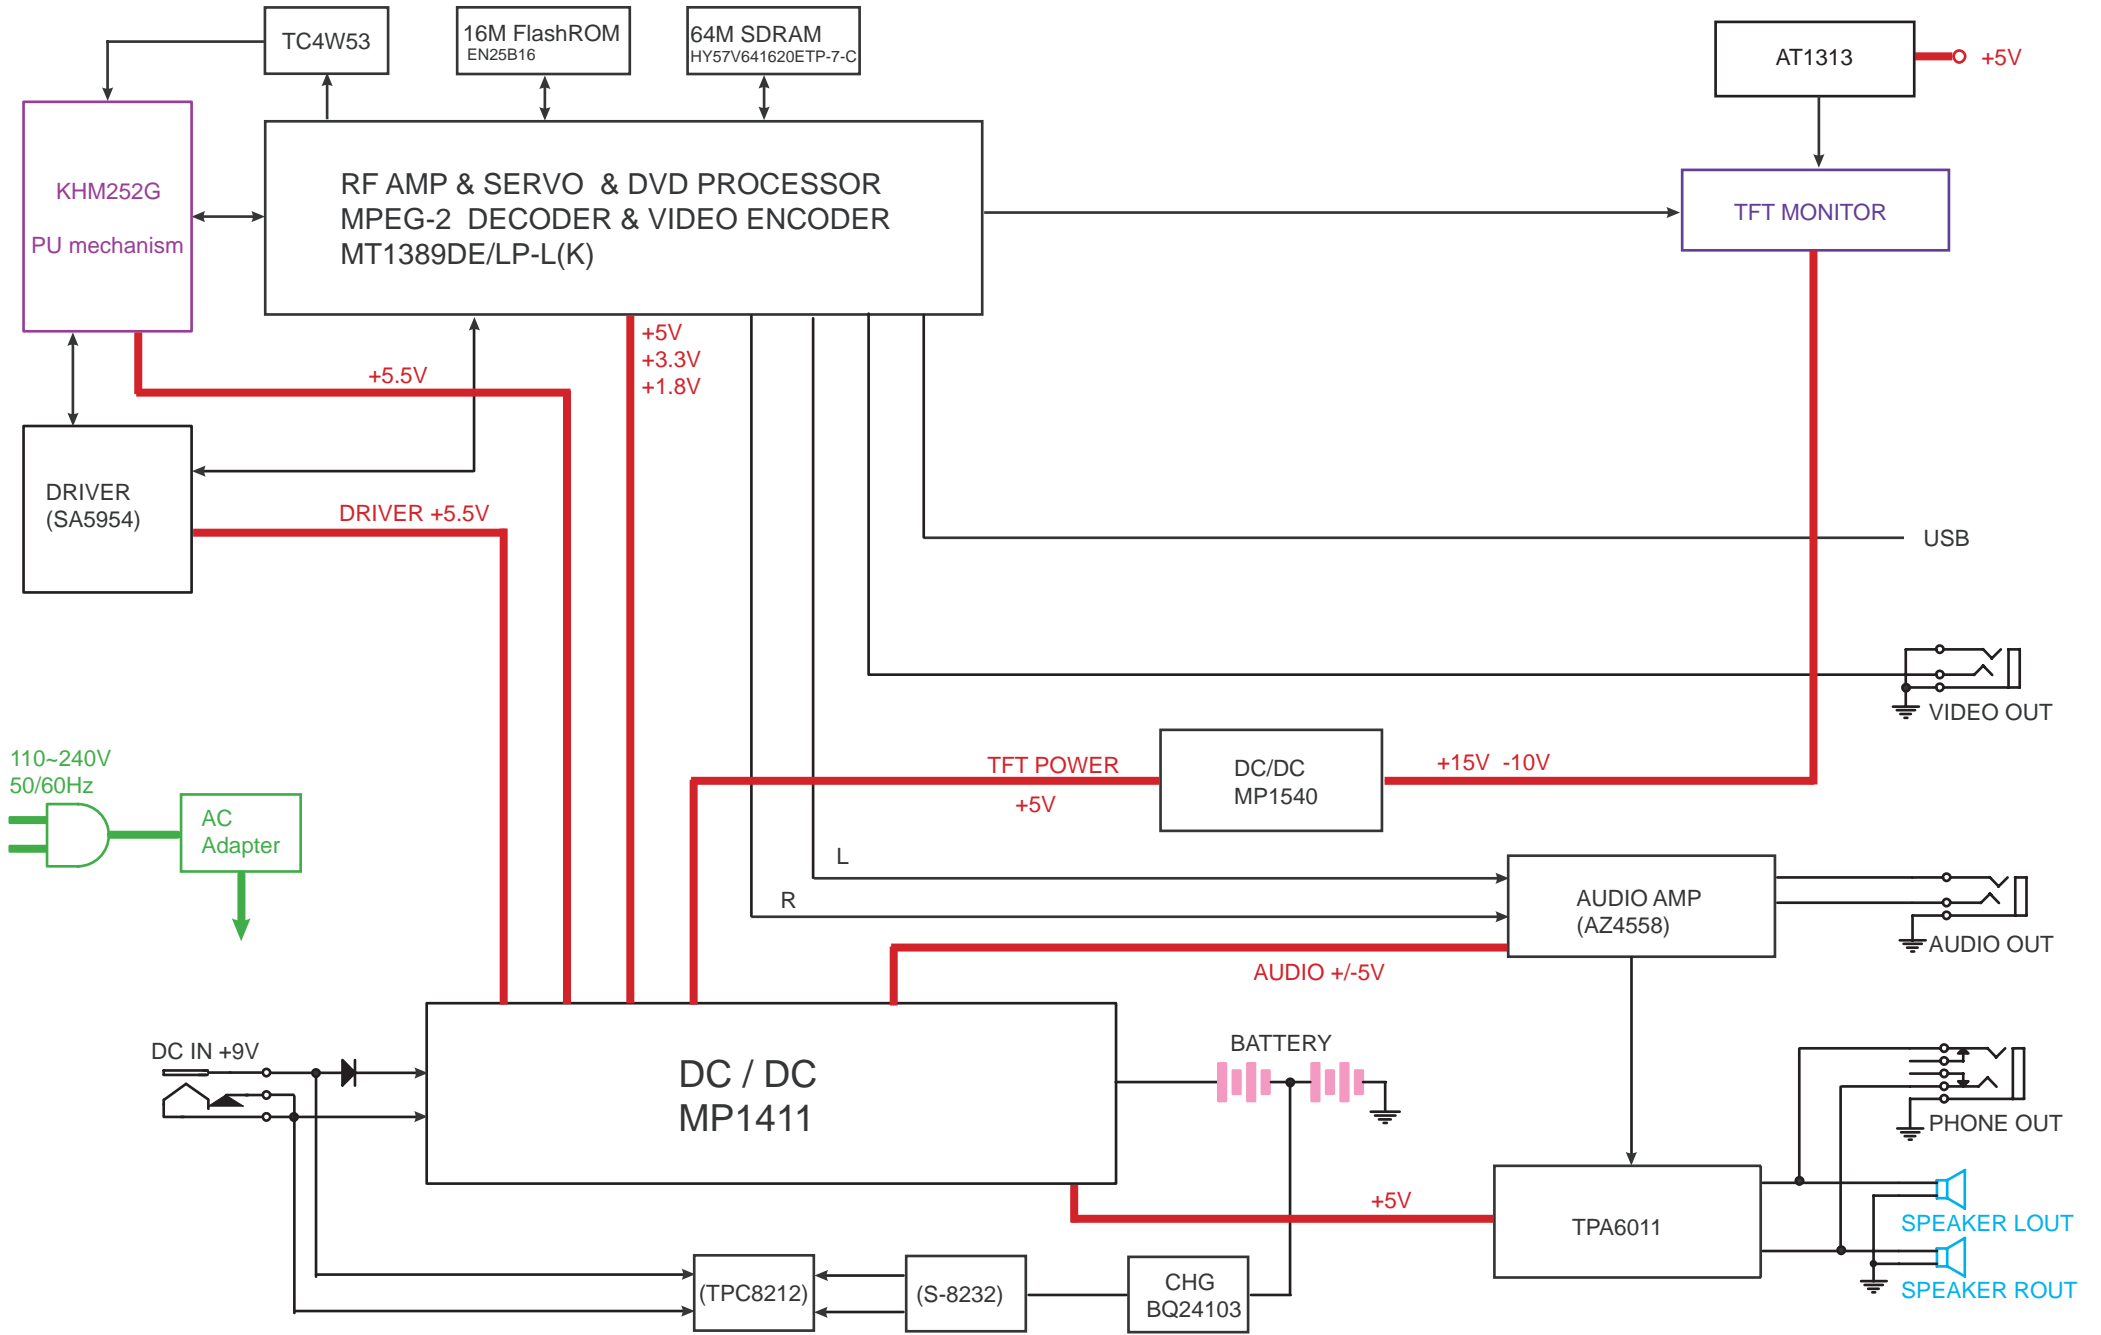 TC4W53
16M FlashROM
EN25B16
64M SDRAM
HY57V641620ETP-7-C
AT1313
+5V
KHM252G
PU mechanism
RF AMP & SERVO & DVD PROCESSOR
MPEG-2 DECODER & VIDEO ENCODER
MT1389DE/LP-L(K)
TFT MONITOR
+5V
+3.3V
+1.8V
+5.5V
DRIVER
(SA5954)
DRIVER +5.5V
USB
VIDEO OUT
110~240V
50/60Hz
AC
Adapter
TFT POWER
+5V
DC/DC
MP1540
+15V -10V
L
R
AUDIO AMP
(AZ4558)
AUDIO OUT
AUDIO +/-5V
DC IN +9V
DC / DC
MP1411
BATTERY
PHONE OUT
+5V
TPA6011
SPEAKER LOUT
SPEAKER ROUT
(TPC8212)
(S-8232)
CHG
BQ24103